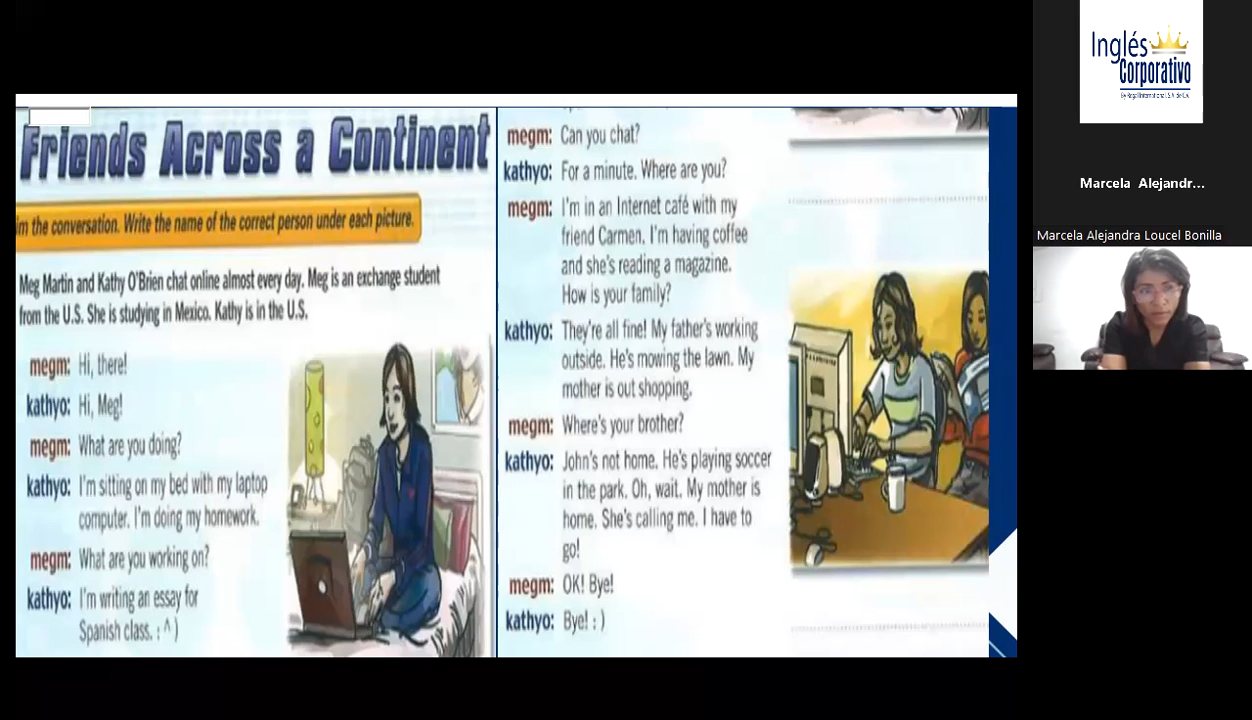 Friends Across a Continent
im the conversation. Write the name of the correct person under each picture.
Meg Martin and Kathy O'Brien chat online almost every day. Meg is an exchange student
from the U.S. She is studying in Mexico. Kathy is in the U.S.
megm: Hi, there!
kathyo: Hi, Meg!
megm: What are you doing?
kathyo: I'm sitting on my bed with my laptop
computer. I'm doing my homework.
megm: What are you working on?
kathyo: I'm writing an essay for
Spanish class. : ^ )
megm: Can you chat?
kathyo: For a minute. Where are you?
megm: I'm in an Internet café with my
friend Carmen. I'm having coffee
and she's reading a magazine.
How is your family?
kathyo: They're all fine! My father's working
outside. He's mowing the lawn. My
mother is out shopping.
megm: Where's your brother?
kathyo: John's not home. He's playing soccer
in the park. Oh, wait. My mother is
home. She's calling me. I have to
go!
megm: OK! Bye!
kathyo: Bye! : )
Inglés
Corporativo
Marcela Alejandr...
Marcela Alejandra Loucel Bonilla